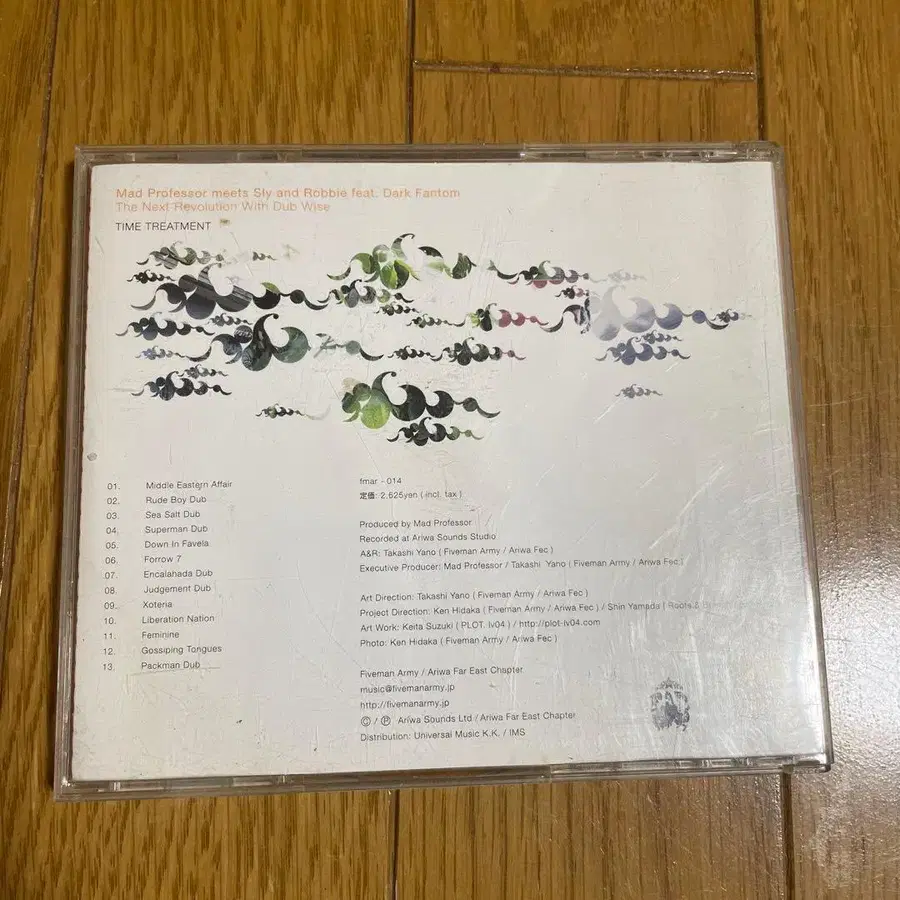 Mad Professor meets Sly and Robbie feat. Dark Fantom
The Next Revolution With Dub Wise
TIME TREATMENT
01. Middle Eastern Affair
02. Rude Boy Dub
03. Sea Salt Dub
04. Superman Dub
05. Down In Favela
06. Forrow 7
07. Encalahada Dub
08. Judgement Dub
09. Xoteria
10. Liberation Nation
11. Feminine
12. Gossiping Tongues
13. Packman Dub
fmar - 014
定価: 2,625yen ( incl. tax )
Produced by Mad Professor
Recorded at Ariwa Sounds Studio
A&R: Takashi Yano ( Fiveman Army / Ariwa Fec )
Executive Producer: Mad Professor / Takashi Yano ( Fiveman Army / Ariwa Fec )
Art Direction: Takashi Yano ( Fiveman Army / Ariwa Fec )
Project Direction: Ken Hidaka ( Fiveman Army / Ariwa Fec ) / Shin Yamada ( Roots &
Art Work: Keita Suzuki ( PLOT. iv04 ) / http://plot-iv04.com
Photo: Ken Hidaka ( Fiveman Army / Ariwa Fec )
Fiveman Army / Ariwa Far East Chapter
music@fivemanarmy.jp
http://fivemanarmy.jp
© / ℗ Ariwa Sounds Ltd / Ariwa Far East Chapter
Distribution: Universal Music K.K. / IMS